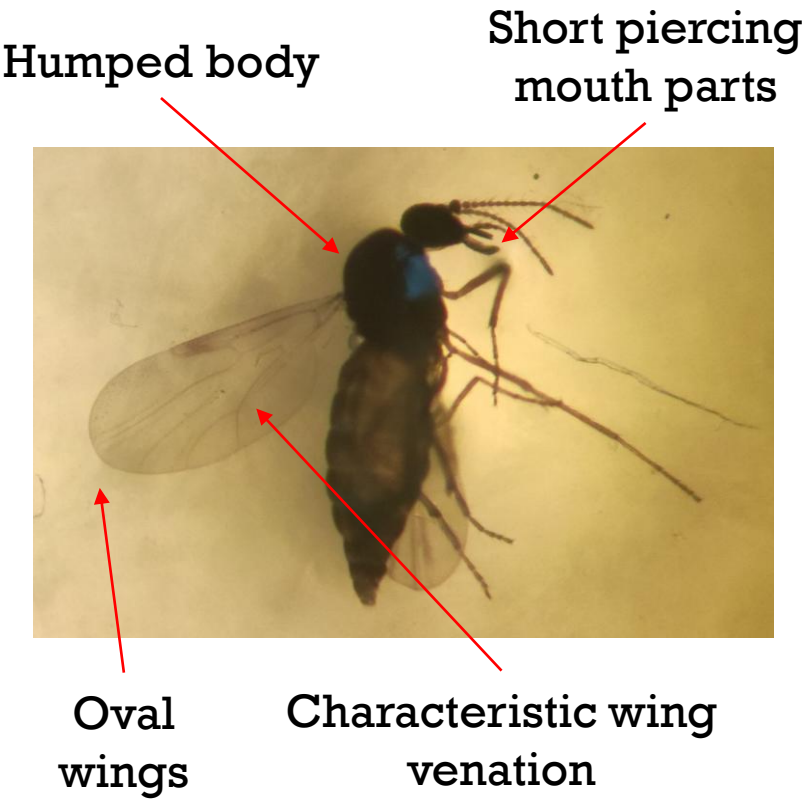 Humped body
Short piercing
mouth parts
Oval
wings
Characteristic wing
venation